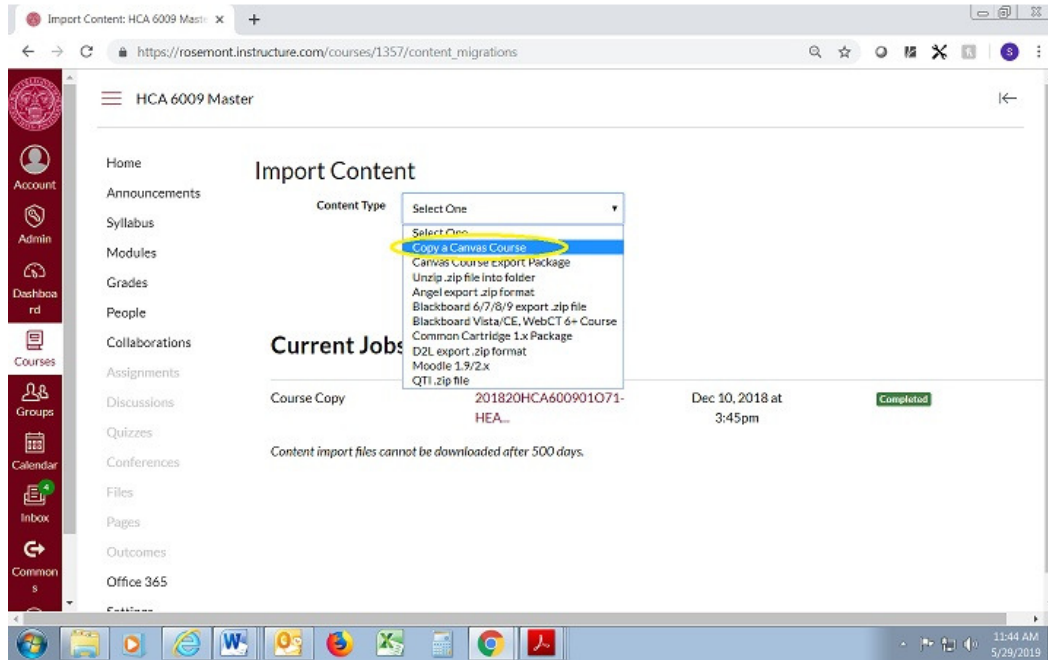 Import Content: HCA 6009 Maste
https://rosemont.instructure.com/courses/1357/content_migrations
S
HCA 6009 Master
Account
Admin
Dashboa
rd
Courses
Groups
Calendar
4
Inbox
Common
s
Home
Announcements
Syllabus
Modules
Grades
People
Collaborations
Assignments
Discussions
Quizzes
Conferences
Files
Pages
Outcomes
Office 365
Settings
Import Content
Content Type
Select One
Select One
Copy a Canvas Course
Canvas Course Export Package
Unzip .zip file into folder
Angel export .zip format
Blackboard 6/7/8/9 export .zip file
Blackboard Vista/CE, WebCT 6+ Course
Common Cartridge 1.x Package
D2L export .zip format
Moodle 1.9/2.x
QTI .zip file
Current Jobs
Course Copy
201820HCA600901O71-
HEA...
Dec 10, 2018 at
3:45pm
Completed
Content import files cannot be downloaded after 500 days.
11:44 AM
5/29/2019